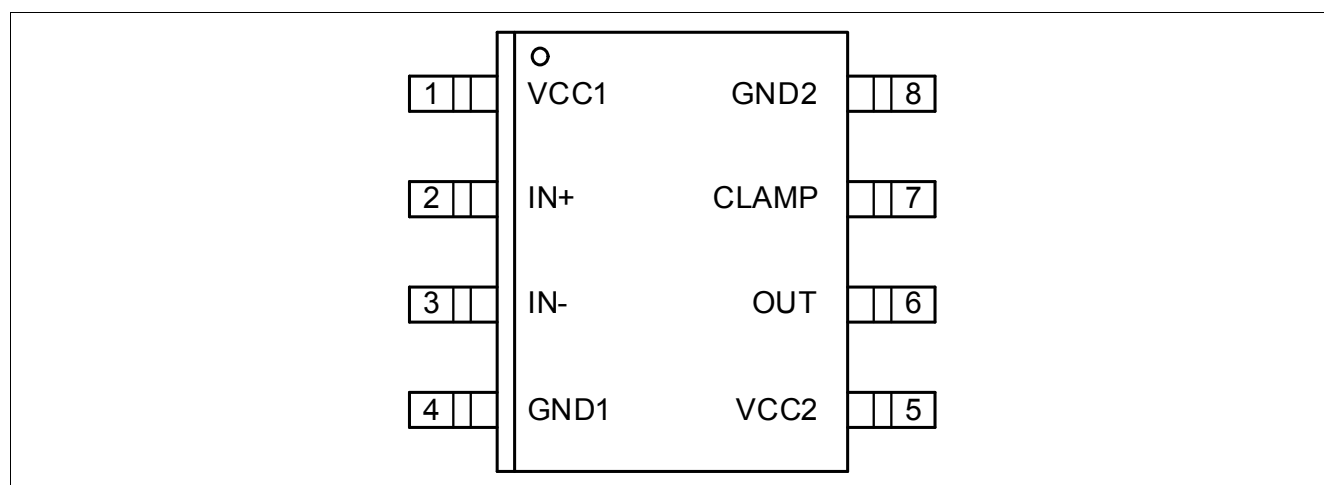 1 VCC1 GND2 8
2 IN+ CLAMP 7
3 IN- OUT 6
4 GND1 VCC2 5